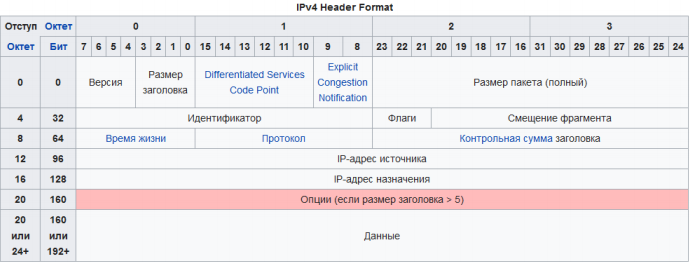 IPv4 Header Format
Отступ Октет 0 1 2 3
Октет Бит 7 6 5 4 3 2 1 0 15 14 13 12 11 10 9 8 23 22 21 20 19 18 17 16 31 30 29 28 27 26 25 24
0 0 Версия Размер заголовка Differentiated Services Code Point Explicit Congestion Notification Размер пакета (полный)
4 32 Идентификатор Флаги Смещение фрагмента
8 64 Время жизни Протокол Контрольная сумма заголовка
12 96 IP-адрес источника
16 128 IP-адрес назначения
20 160 Опции (если размер заголовка > 5)
20 или 24+ 160 или 192+ Данные